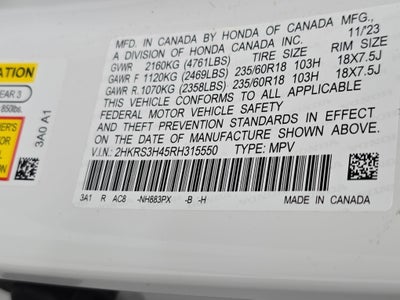 MFD. IN CANADA BY HONDA OF CANADA MFG.,
A DIVISION OF HONDA CANADA INC. 11/23
GVWR 2160KG (4761LBS) RIM SIZE
GAWR F 1120KG (2469LBS) 235/60R18 103H 18X7.5J
GAWR R.1070KG (2358LBS) 235/60R18 103H 18X7.5J
THIS VEHICLE CONFORMS TO ALL APPLICABLE
FEDERAL MOTOR VEHICLE SAFETY
AND THEFT PREVENTION STANDARDS IN EFFECT
ON THE DATE OF MANUFACTURE SHOWN ABOVE.
V.I.N: 2HKRS3H45RH315550 TYPE: MPV
3A1 R AC8 -NH883PX -B -H MADE IN CANADA
3A0 A1
EAR 3
850lbs.